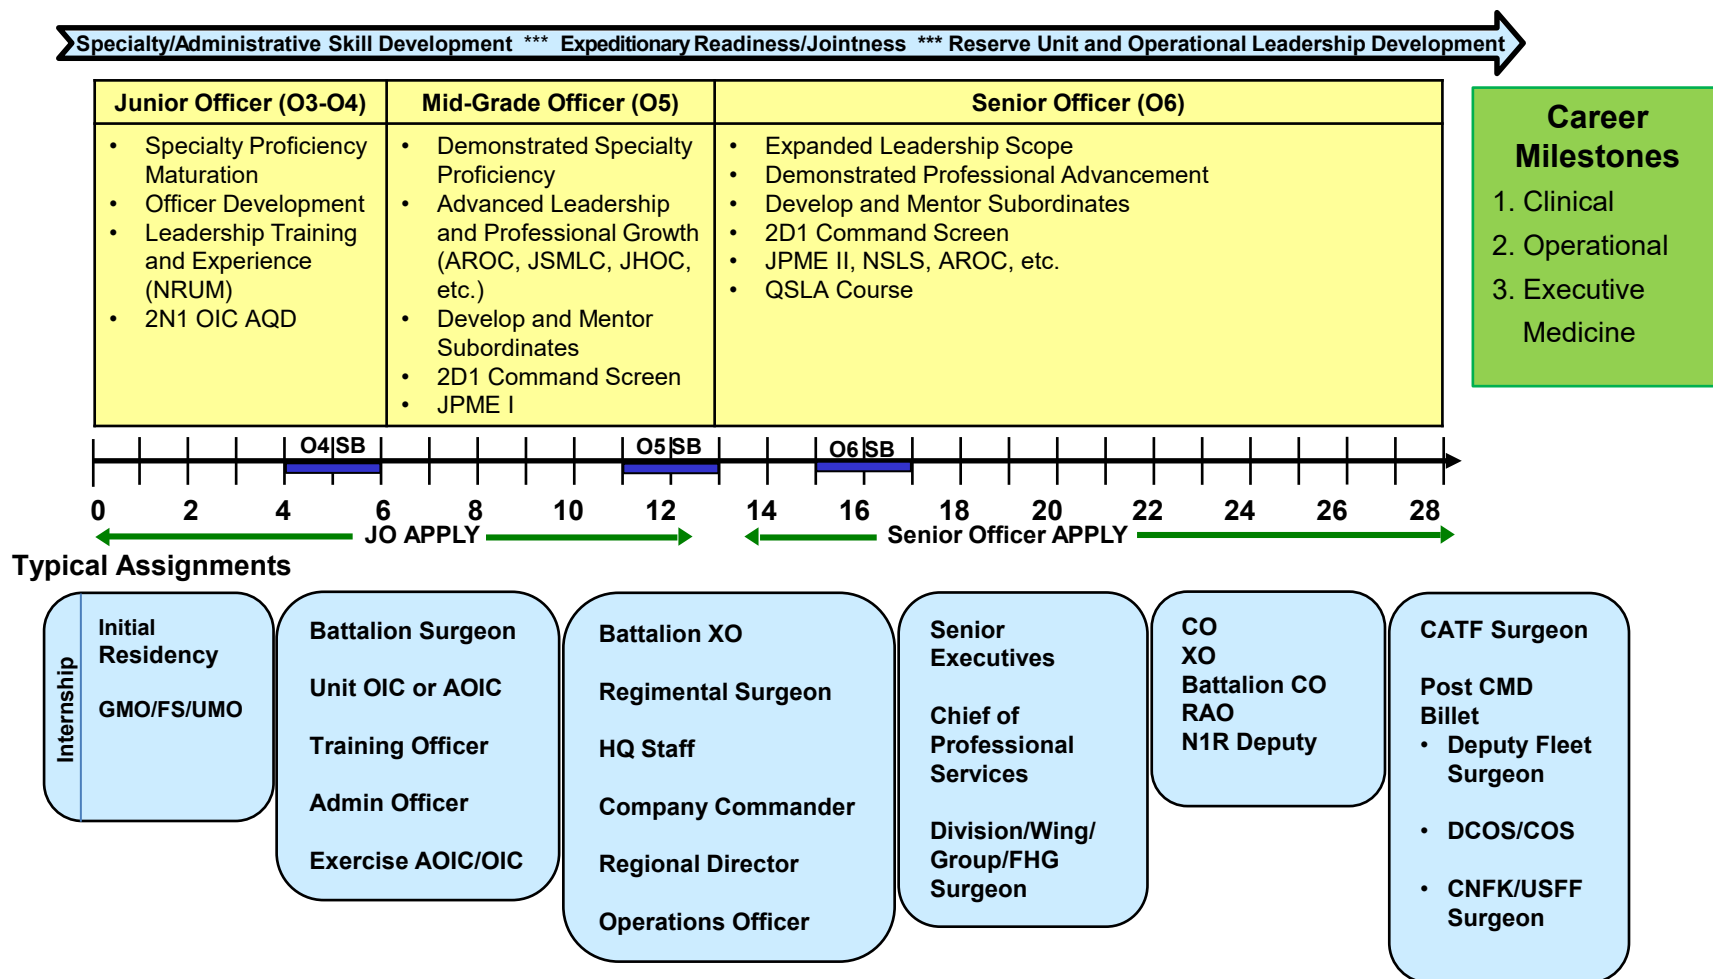 Specialty/Administrative Skill Development *** Expeditionary Readiness/Jointness *** Reserve Unit and Operational Leadership Development
Junior Officer (O3-O4)
• Specialty Proficiency
Maturation
• Officer Development
• Leadership Training
and Experience
(NRUM)
• 2N1 OIC AQD
Mid-Grade Officer (O5)
• Demonstrated Specialty
Proficiency
• Advanced Leadership
and Professional Growth
(AROC, JSMLC, JHOC,
etc.)
• Develop and Mentor
Subordinates
• 2D1 Command Screen
• JPME I
Senior Officer (O6)
• Expanded Leadership Scope
• Demonstrated Professional Advancement
• Develop and Mentor Subordinates
• 2D1 Command Screen
• JPME II, NSLS, AROC, etc.
• QSLA Course
Career
Milestones
1. Clinical
2. Operational
3. Executive
Medicine
O4 SB O5 SB O6 SB
0 2 4 6 8 10 12 14 16 18 20 22 24 26 28
JO APPLY Senior Officer APPLY
Typical Assignments
Internship
Initial
Residency
GMO/FS/UMO
Battalion Surgeon
Unit OIC or AOIC
Training Officer
Admin Officer
Exercise AOIC/OIC
Battalion XO
Regimental Surgeon
HQ Staff
Company Commander
Regional Director
Operations Officer
Senior
Executives
Chief of
Professional
Services
Division/Wing/
Group/FHG
Surgeon
CO
XO
Battalion CO
RAO
N1R Deputy
CATF Surgeon
Post CMD
Billet
• Deputy Fleet
Surgeon
• DCOS/COS
• CNFK/USFF
Surgeon